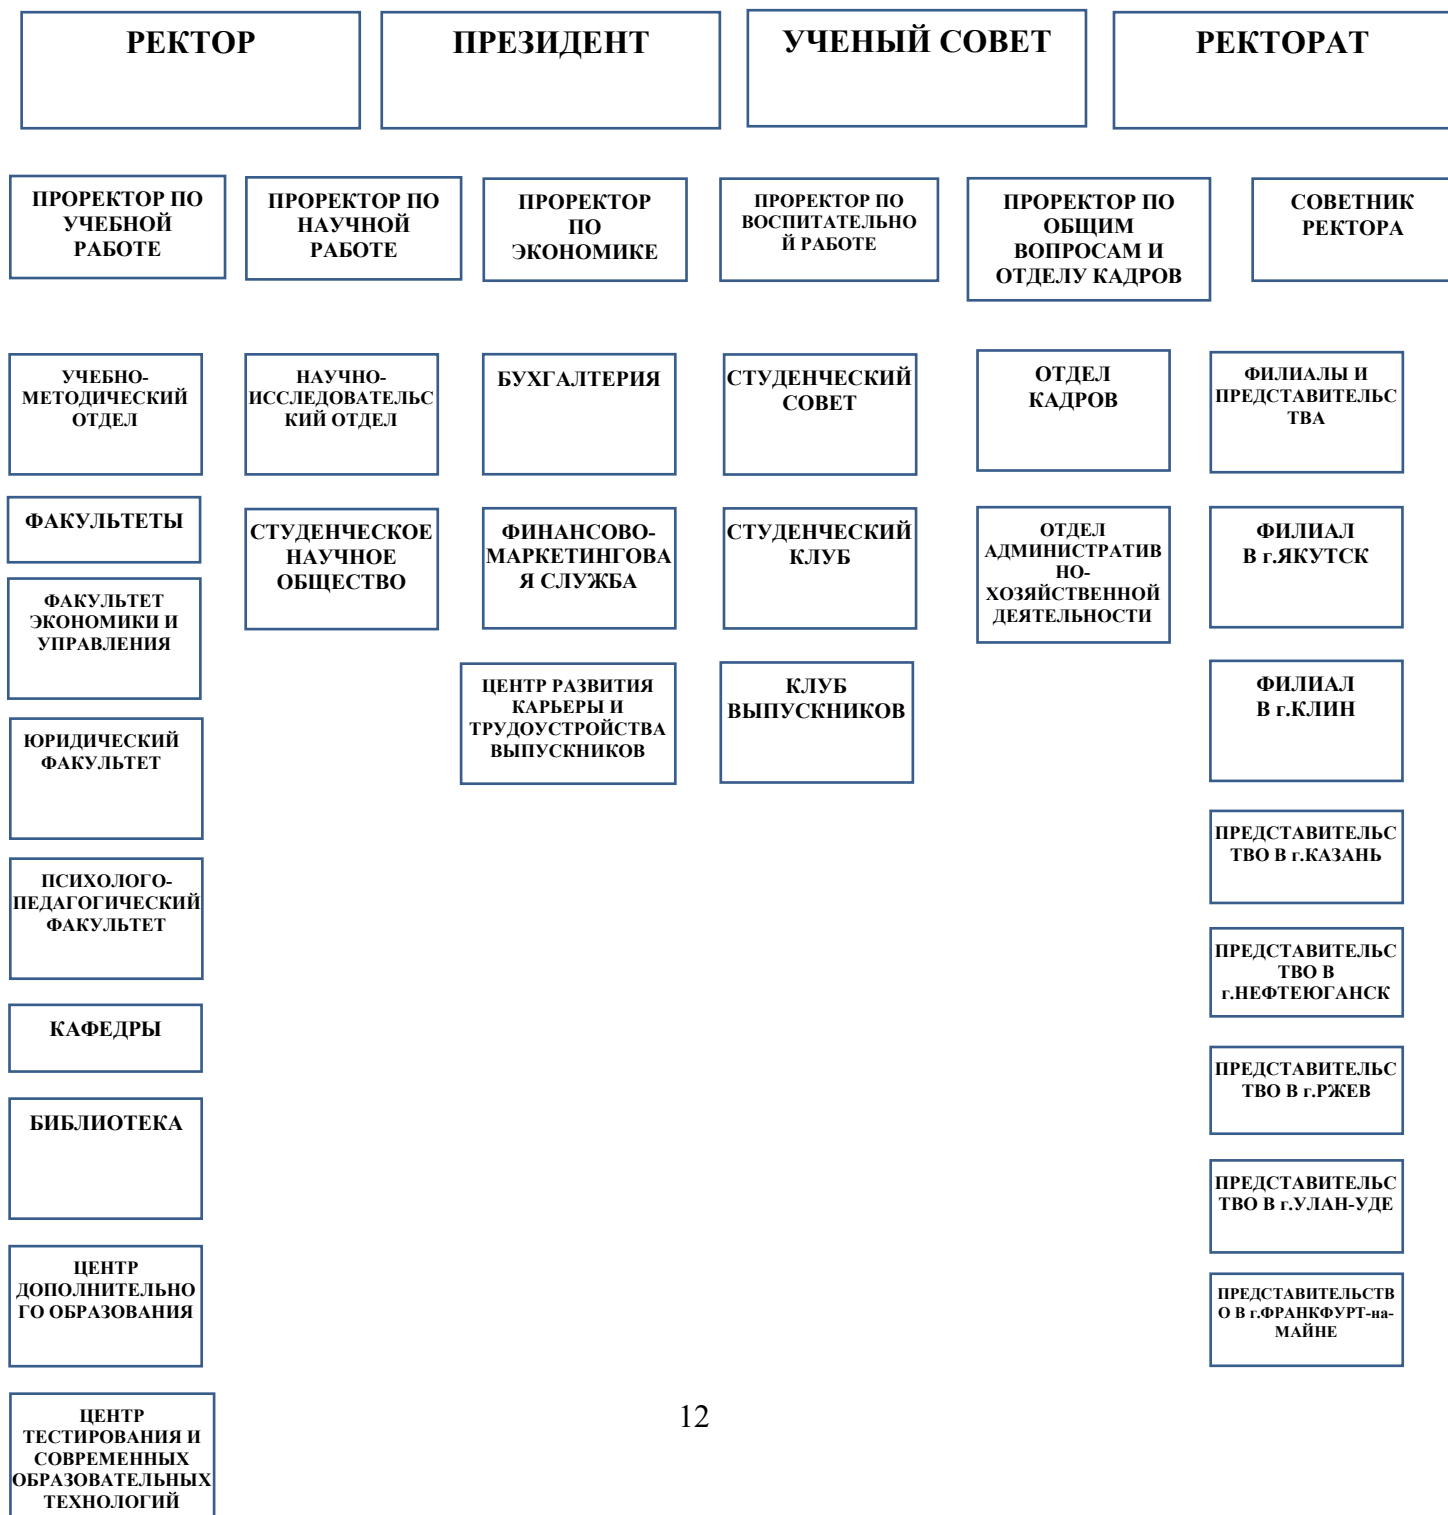 РЕКТОР
ПРЕЗИДЕНТ
УЧЕНЫЙ СОВЕТ
РЕКТОРАТ
ПРОРЕКТОР ПО
УЧЕБНОЙ
РАБОТЕ
ПРОРЕКТОР ПО
НАУЧНОЙ
РАБОТЕ
ПРОРЕКТОР
ПО
ЭКОНОМИКЕ
ПРОРЕКТОР ПО
ВОСПИТАТЕЛЬНО
Й РАБОТЕ
ПРОРЕКТОР ПО
ОБЩИМ
ВОПРОСАМ И
ОТДЕЛУ КАДРОВ
СОВЕТНИК
РЕКТОРА
УЧЕБНО-
МЕТОДИЧЕСКИЙ
ОТДЕЛ
НАУЧНО-
ИССЛЕДОВАТЕЛЬС
КИЙ ОТДЕЛ
БУХГАЛТЕРИЯ
СТУДЕНЧЕСКИЙ
СОВЕТ
ОТДЕЛ
КАДРОВ
ФИЛИАЛЫ И
ПРЕДСТАВИТЕЛЬС
ТВА
ФАКУЛЬТЕТЫ
СТУДЕНЧЕСКОЕ
НАУЧНОЕ
ОБЩЕСТВО
ФИНАНСОВО-
МАРКЕТИНГОВА
Я СЛУЖБА
СТУДЕНЧЕСКИЙ
КЛУБ
ОТДЕЛ
АДМИНИСТРАТИВ
НО-
ХОЗЯЙСТВЕННОЙ
ДЕЯТЕЛЬНОСТИ
ФИЛИАЛ
В г.ЯКУТСК
ФАКУЛЬТЕТ
ЭКОНОМИКИ И
УПРАВЛЕНИЯ
ЦЕНТР РАЗВИТИЯ
КАРЬЕРЫ И
ТРУДОУСТРОЙСТВА
ВЫПУСКНИКОВ
КЛУБ
ВЫПУСКНИКОВ
ФИЛИАЛ
В г.КЛИН
ЮРИДИЧЕСКИЙ
ФАКУЛЬТЕТ
ПРЕДСТАВИТЕЛЬС
ТВО В г.КАЗАНЬ
ПСИХОЛОГО-
ПЕДАГОГИЧЕСКИЙ
ФАКУЛЬТЕТ
ПРЕДСТАВИТЕЛЬС
ТВО В
г.НЕФТЕЮГАНСК
КАФЕДРЫ
ПРЕДСТАВИТЕЛЬС
ТВО В г.РЖЕВ
БИБЛИОТЕКА
ПРЕДСТАВИТЕЛЬС
ТВО В г.УЛАН-УДЕ
ЦЕНТР
ДОПОЛНИТЕЛЬНО
ГО ОБРАЗОВАНИЯ
ПРЕДСТАВИТЕЛЬСТВ
О В г.ФРАНКФУРТ-на-
МАЙНЕ
ЦЕНТР
ТЕСТИРОВАНИЯ И
СОВРЕМЕННЫХ
ОБРАЗОВАТЕЛЬНЫХ
ТЕХНОЛОГИЙ
12